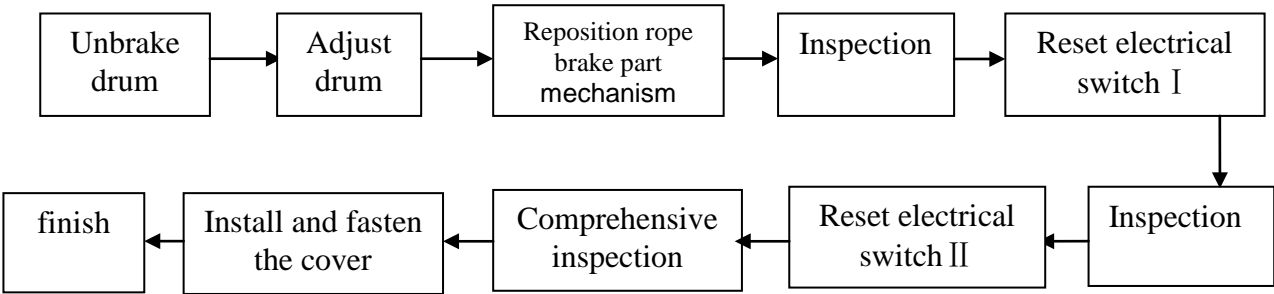 Unbrake
drum
Adjust
drum
Reposition rope
brake part
mechanism
Inspection
Reset electrical
switch Ⅰ
Inspection
Reset electrical
switch Ⅱ
Comprehensive
inspection
Install and fasten
the cover
finish